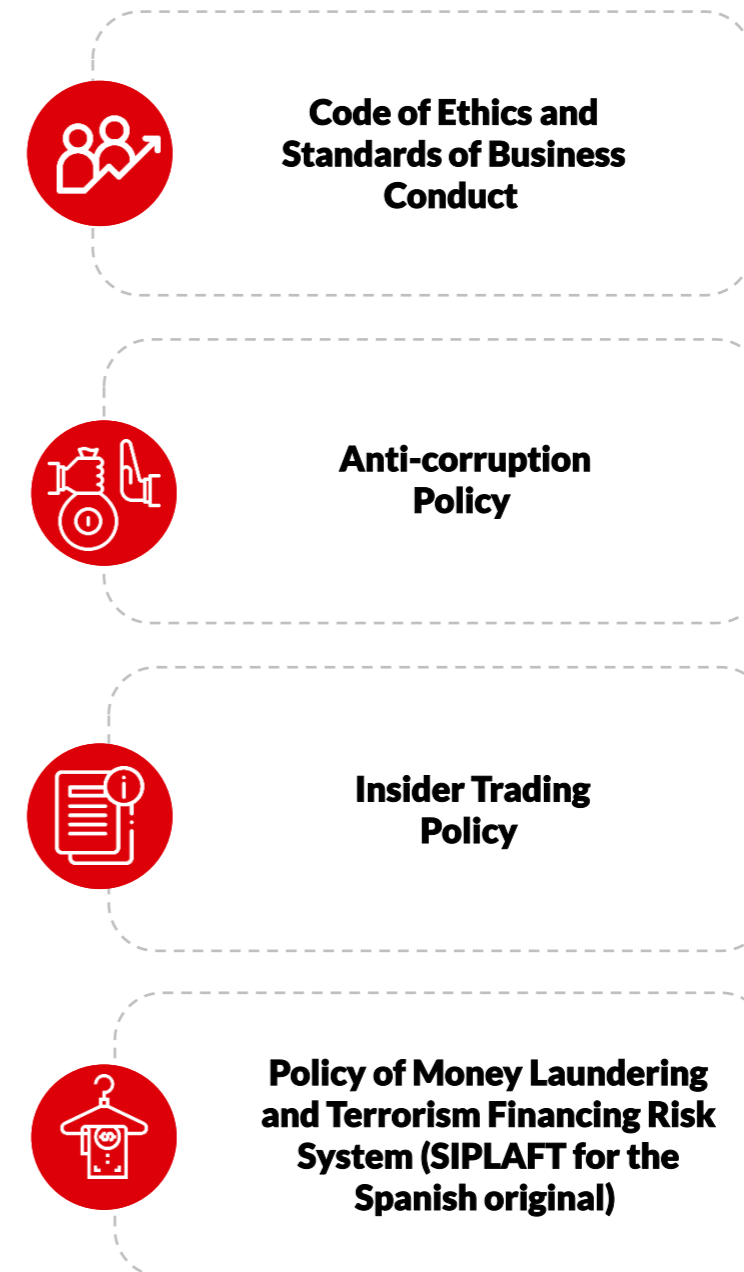 Code of Ethics and
Standards of Business
Conduct
Anti-corruption
Policy
Insider Trading
Policy
Policy of Money Laundering
and Terrorism Financing Risk
System (SIPLAFT for the
Spanish original)